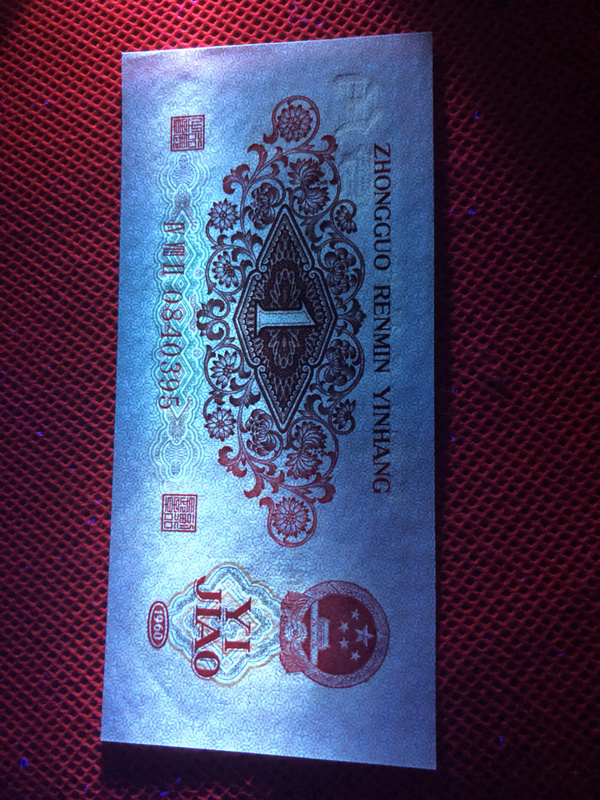 ZHONGGUO RENMIN YINHANG
1
0840395
YI
JIAO
1960